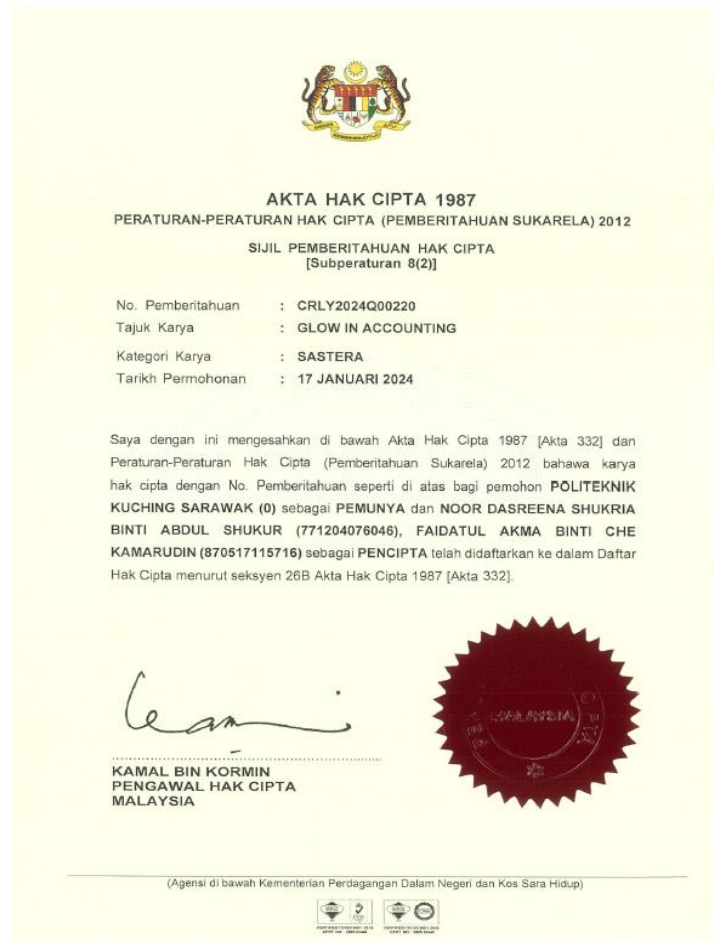 AKTA HAK CIPTA 1987
PERATURAN-PERATURAN HAK CIPTA (PEMBERITAHUAN SUKARELA) 2012
SIJIL PEMBERITAHUAN HAK CIPTA
[Subperaturan 8(2)]
No. Pemberitahuan : CRLY2024Q00220
Tajuk Karya : GLOW IN ACCOUNTING
Kategori Karya : SASTERA
Tarikh Permohonan : 17 JANUARI 2024
Saya dengan ini mengesahkan di bawah Akta Hak Cipta 1987 [Akta 332] dan
Peraturan-Peraturan Hak Cipta (Pemberitahuan Sukarela) 2012 bahawa karya
hak cipta dengan No. Pemberitahuan seperti di atas bagi pemohon POLITEKNIK
KUCHING SARAWAK (0) sebagai PEMUNYA dan NOOR DASREENA SHUKRIA
BINTI ABDUL SHUKUR (771204076046), FAIDATUL AKMA BINTI CHE
KAMARUDIN (870517115716) sebagai PENCIPTA telah didaftarkan ke dalam Daftar
Hak Cipta menurut seksyen 26B Akta Hak Cipta 1987 [Akta 332].
MALAYSIA
CIPTA
KAMAL BIN KORMIN
PENGAWAL HAK CIPTA
MALAYSIA
(Agensi di bawah Kementerian Perdagangan Dalam Negeri dan Kos Sara Hidup)